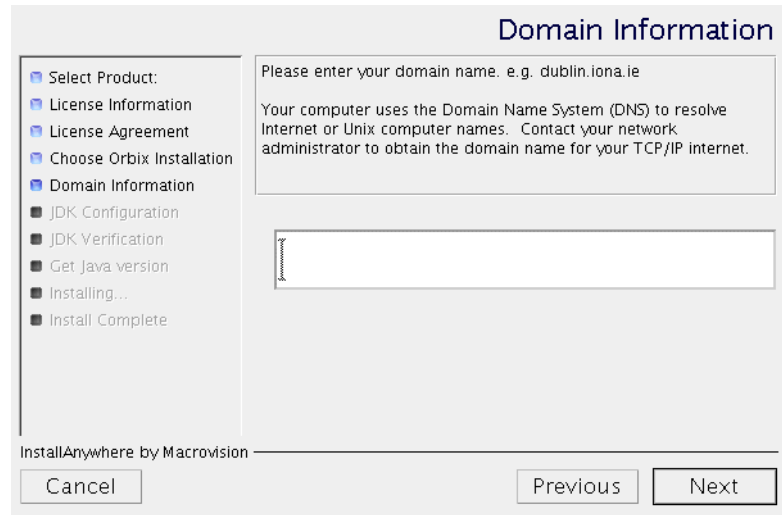 Domain Information
Select Product:
License Information
License Agreement
Choose Orbix Installation
Domain Information
JDK Configuration
JDK Verification
Get Java version
Installing...
Install Complete
Please enter your domain name. e.g. dublin.iona.ie
Your computer uses the Domain Name System (DNS) to resolve
Internet or Unix computer names.  Contact your network
administrator to obtain the domain name for your TCP/IP internet.
InstallAnywhere by Macrovision
Cancel
Previous
Next